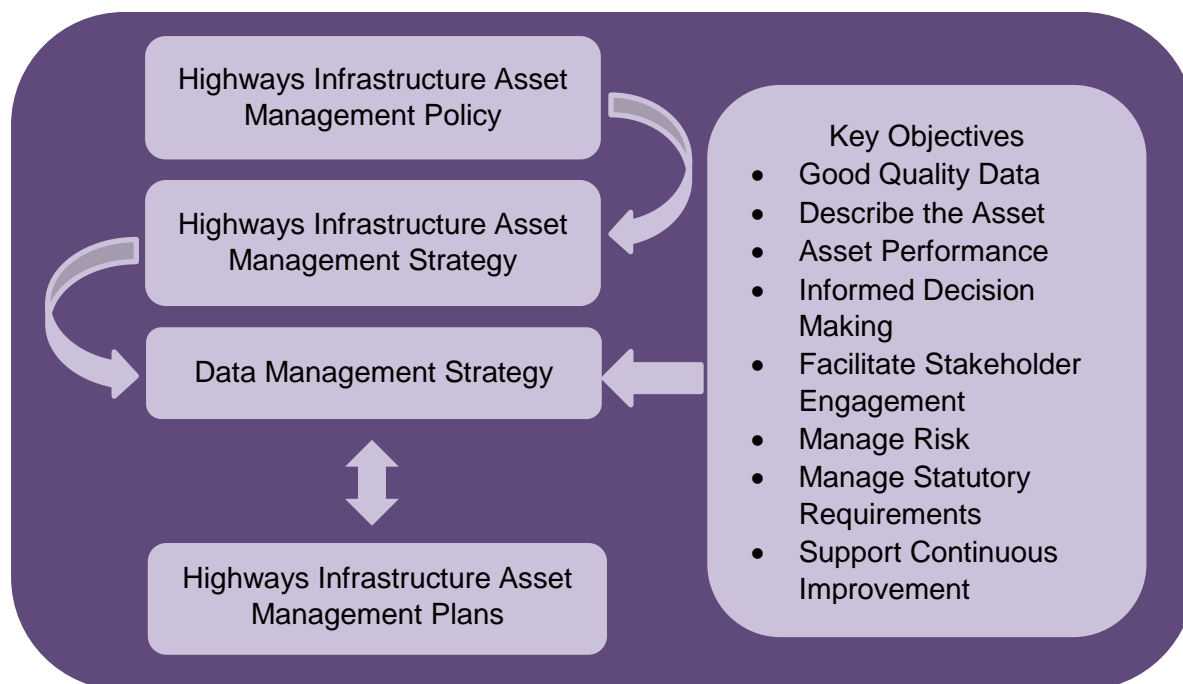 Highways Infrastructure Asset
Management Policy
Highways Infrastructure Asset
Management Strategy
Data Management Strategy
Highways Infrastructure Asset
Management Plans
Key Objectives
• Good Quality Data
• Describe the Asset
• Asset Performance
• Informed Decision
Making
• Facilitate Stakeholder
Engagement
• Manage Risk
• Manage Statutory
Requirements
• Support Continuous
Improvement